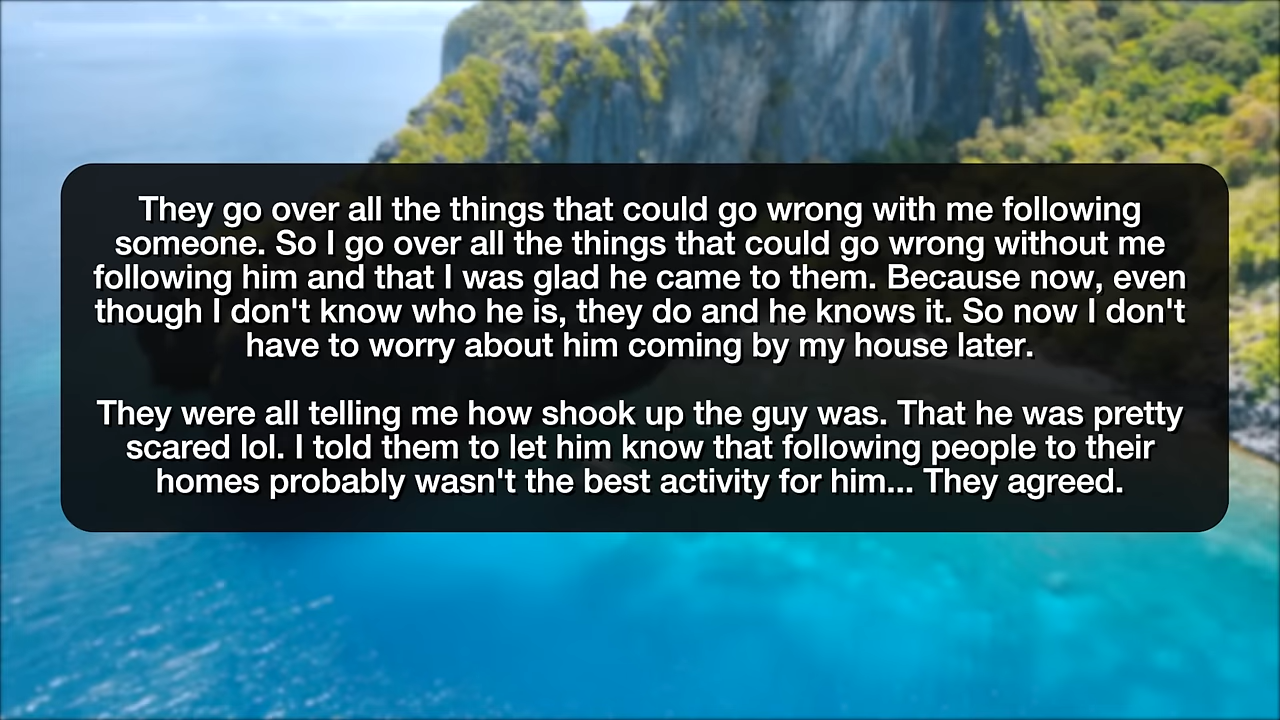 They go over all the things that could go wrong with me following
someone. So I go over all the things that could go wrong without me
following him and that I was glad he came to them. Because now, even
though I don't know who he is, they do and he knows it. So now I don't
have to worry about him coming by my house later.
They were all telling me how shook up the guy was. That he was pretty
scared lol. I told them to let him know that following people to their
homes probably wasn't the best activity for him... They agreed.